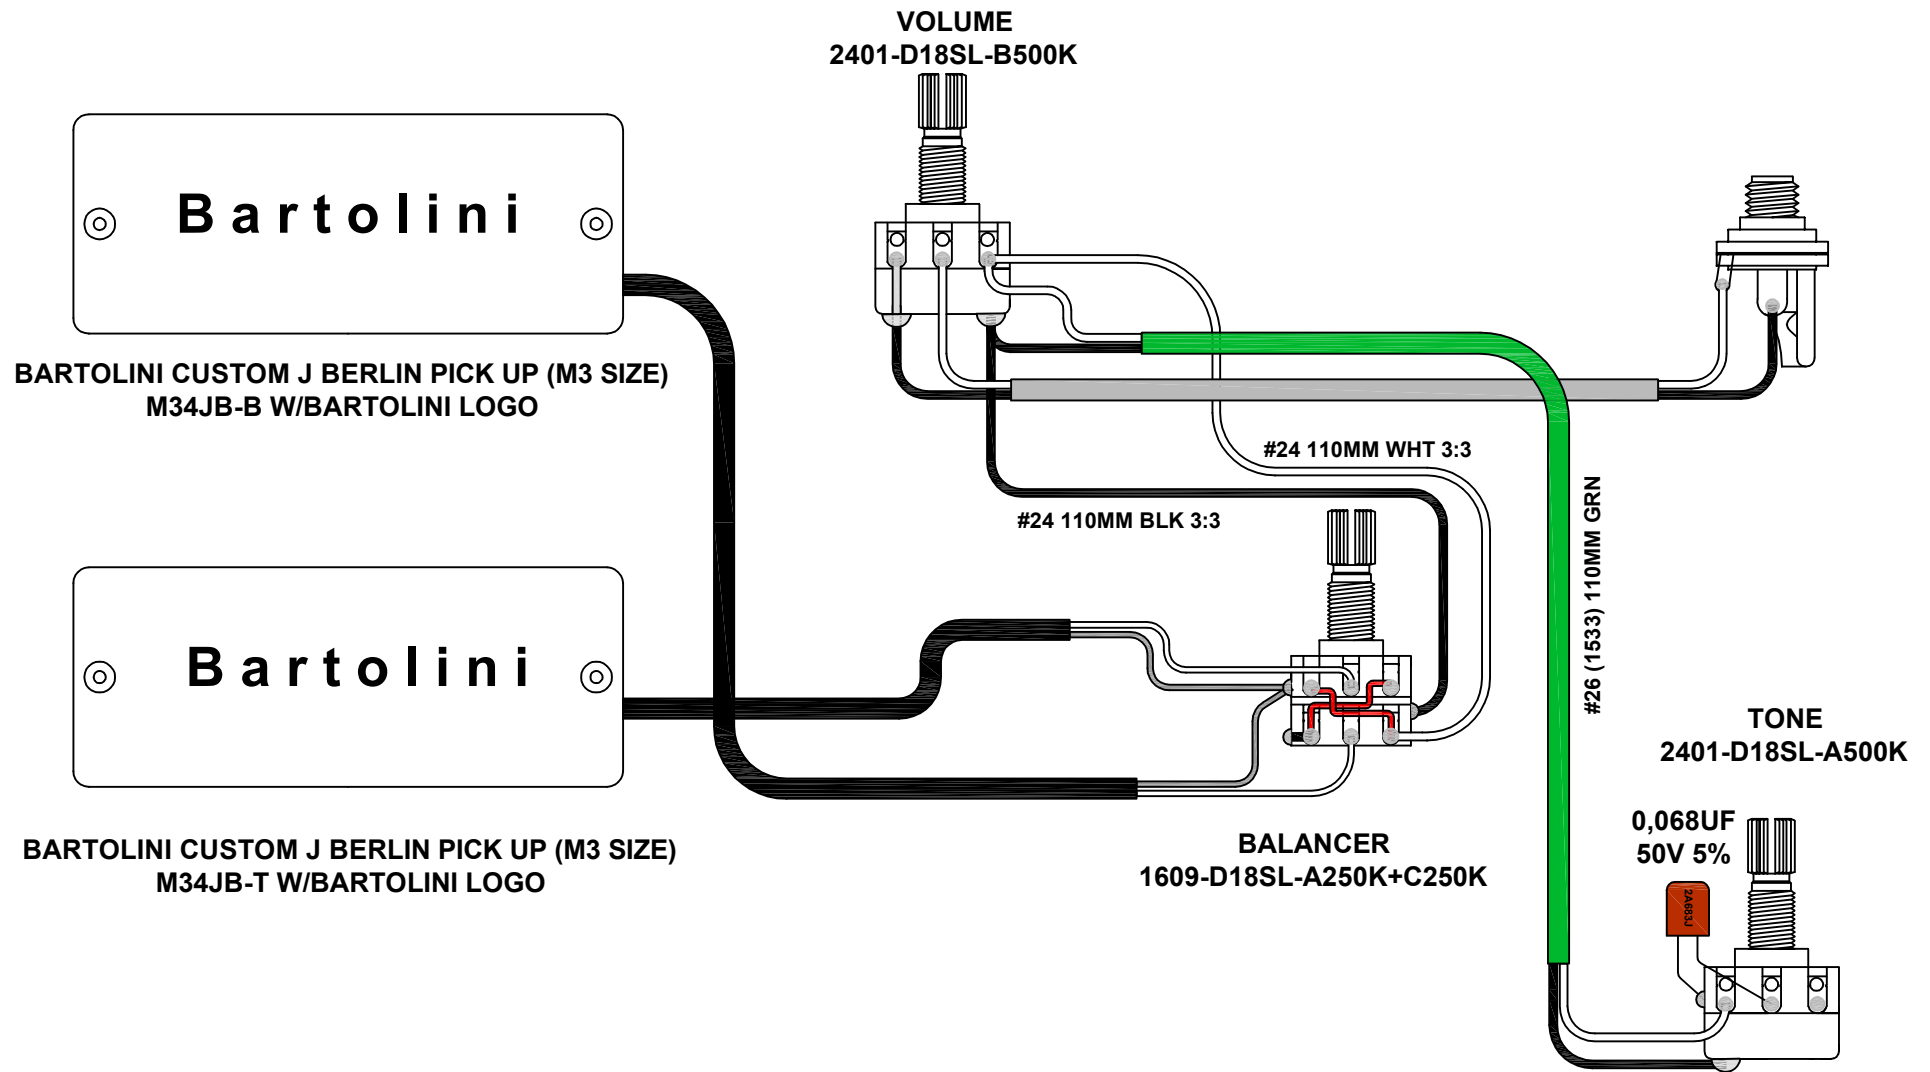 VOLUME
2401-D18SL-B500K
Bartolini
BARTOLINI CUSTOM J BERLIN PICK UP (M3 SIZE)
M34JB-B W/BARTOLINI LOGO
#24 110MM WHT 3:3
#24 110MM BLK 3:3
#26 (1533) 110MM GRN
Bartolini
BARTOLINI CUSTOM J BERLIN PICK UP (M3 SIZE)
M34JB-T W/BARTOLINI LOGO
BALANCER
1609-D18SL-A250K+C250K
TONE
2401-D18SL-A500K
0,068UF
50V 5%
2A683J